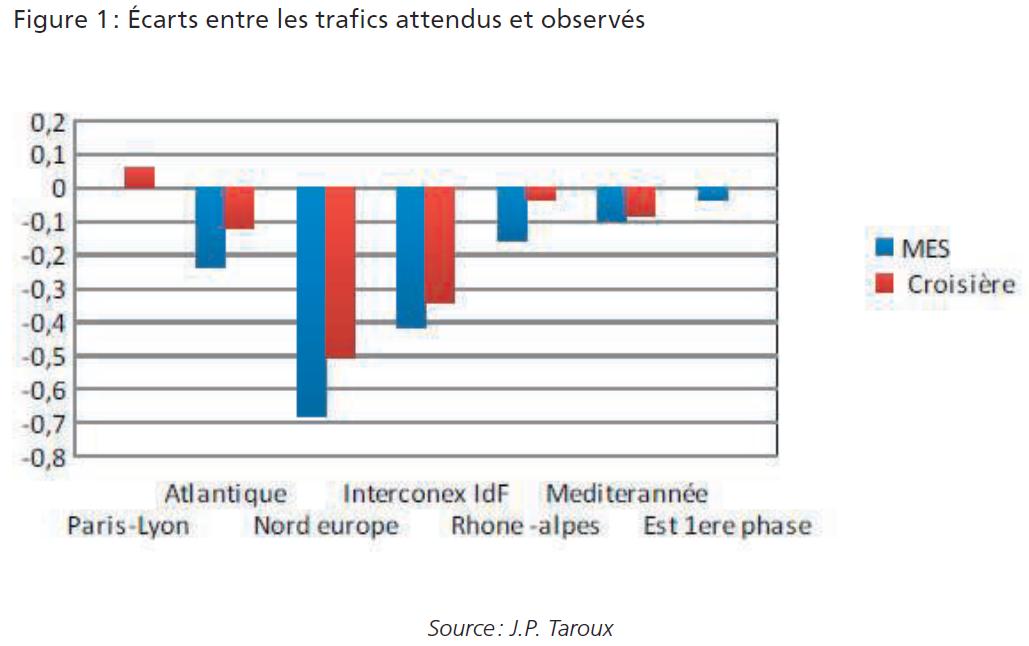 Figure 1 : Écarts entre les trafics attendus et observés
0,2
0,1
0
-0,1
-0,2
-0,3
-0,4
-0,5
-0,6
-0,7
-0,8
MES
Croisière
Atlantique Interconex IdF Mediterannée
Paris-Lyon Nord europe Rhone -alpes Est 1ere phase
Source : J.P. Taroux